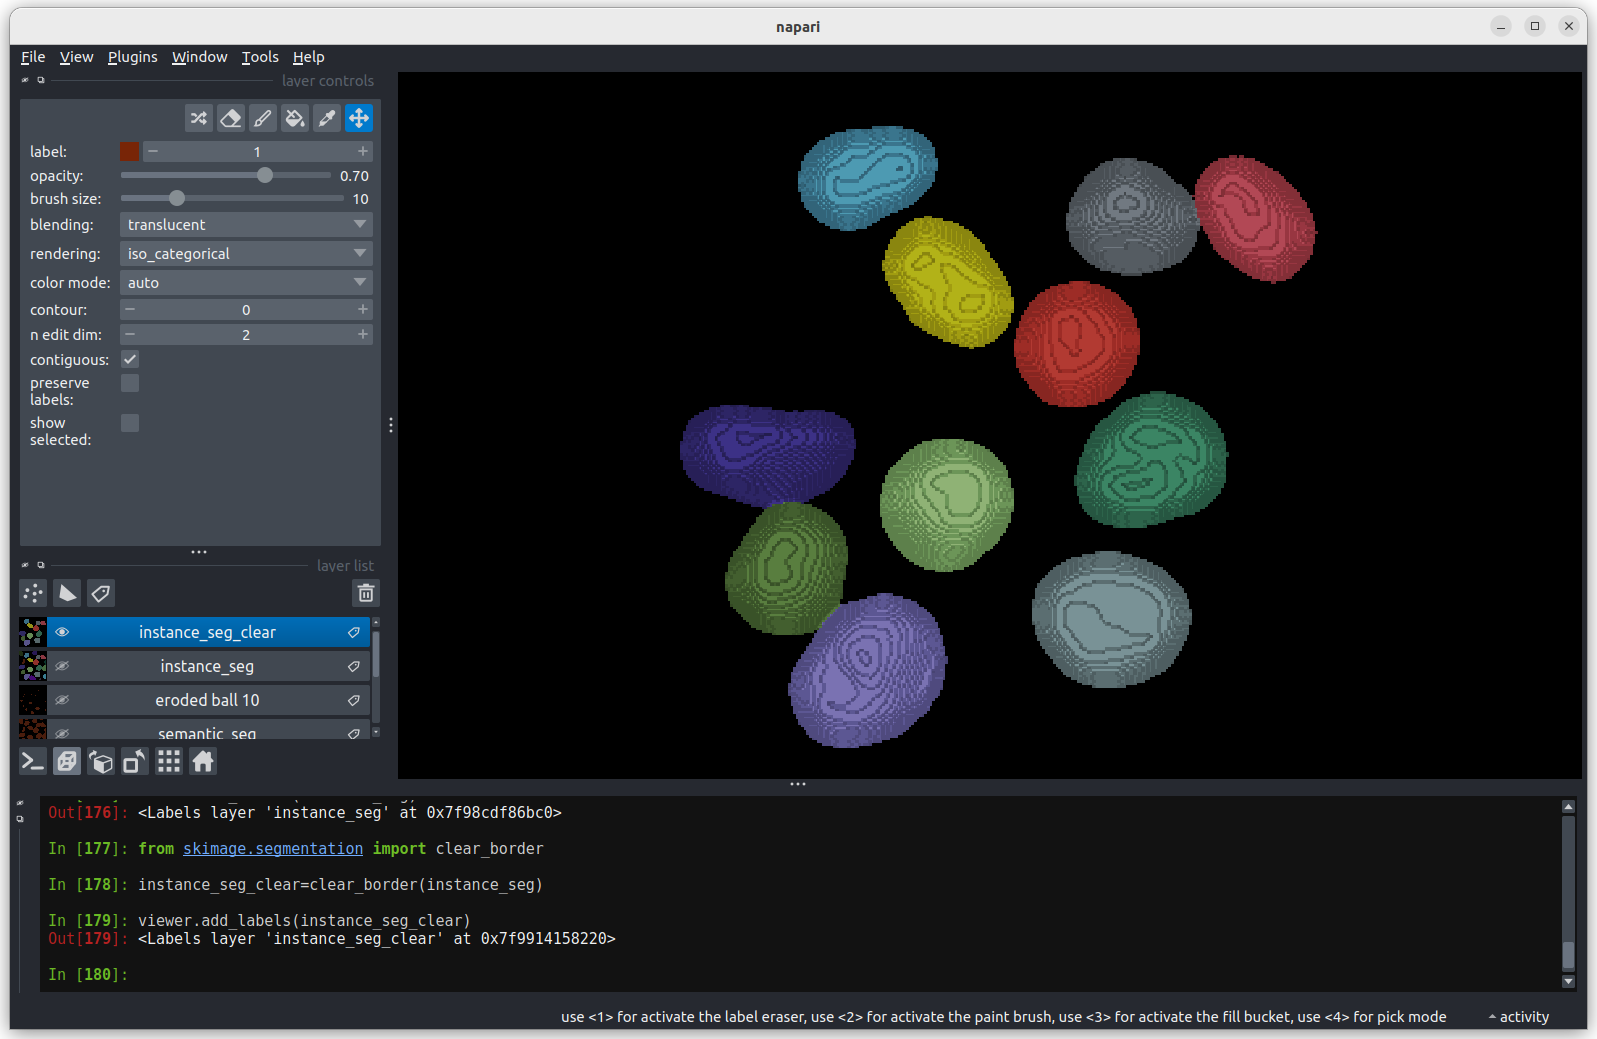 napari
File View Plugins Window Tools Help
layer controls
label: 1
opacity: 0.70
brush size: 10
blending: translucent
rendering: iso_categorical
color mode: auto
contour: 0
n edit dim: 2
contiguous:
preserve
labels:
show
selected:
layer list
instance_seg_clear
instance_seg
eroded ball 10
semantic_seg
Out[176]: <Labels layer 'instance_seg' at 0x7f98cdf86bc0>
In [177]: from skimage.segmentation import clear_border
In [178]: instance_seg_clear=clear_border(instance_seg)
In [179]: viewer.add_labels(instance_seg_clear)
Out[179]: <Labels layer 'instance_seg_clear' at 0x7f9914158220>
In [180]:
use <1> for activate the label eraser, use <2> for activate the paint brush, use <3> for activate the fill bucket, use <4> for pick mode
activity